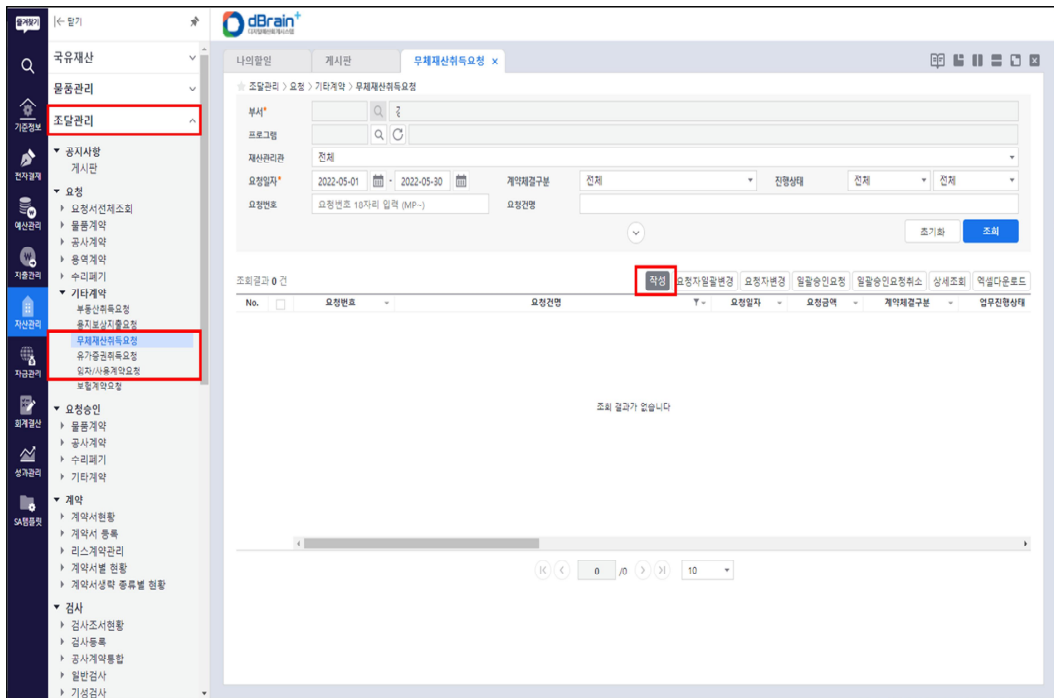 즐겨찾기
닫기
dBrain+
디지털예산회계시스템
국유재산
물품관리
조달관리
기준정보
전자결재
예산관리
지출관리
자산관리
자금관리
회계결산
성과관리
SA템플릿
공지사항
게시판
요청
요청서전제소회
물품계약
공사계약
용역계약
수리폐기
기타계약
부동산취득요청
용지보상지출요청
무체재산취득요청
유가증권취득요청
임차/사용계약요청
보험계약요청
요청승인
물품계약
공사계약
수리폐기
기타계약
계약
계약서현황
계약서 등록
리스계약관리
계약서별 현황
계약서생략 종류별 현황
검사
검사조서현황
검사등록
공사계약통합
일반검사
기성검사
나의할일 게시판 무체재산취득요청 ×
조달관리 > 요청 > 기타계약 > 무체재산취득요청
부서*
프로그램
재산관리관 전체
요청일자* 2022-05-01 - 2022-05-30 계약체결구분 전체 진행상태 전체 전체
요청번호 요청번호 10자리 입력 (MP~) 요청건명
초기화 조회
조회결과 0 건 작성 요청자일괄변경 요청자변경 일괄승인요청 일괄승인요청취소 상세조회 엑셀다운로드
No. 요청번호 요청건명 요청일자 요청금액 계약체결구분 업무진행상태
조회 결과가 없습니다
0 /0 10